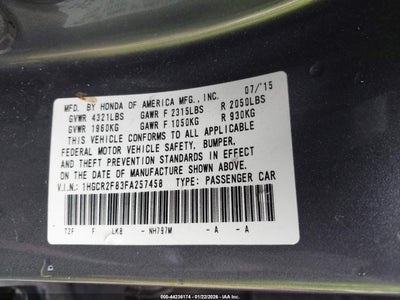 MFD. BY HONDA OF AMERICA MFG., INC. 07/15
GVWR 4321LBS GAWR F 2315LBS R 2050LBS
GVWR 1960KG GAWR F 1050KG R 930KG
THIS VEHICLE CONFORMS TO ALL APPLICABLE
FEDERAL MOTOR VEHICLE SAFETY, BUMPER,
AND THEFT PREVENTION STANDARDS IN EFFECT
ON THE DATE OF MANUFACTURE SHOWN ABOVE.
V.I.N.: 1HGCR2F83FA257458 TYPE: PASSENGER CAR
T2F F LK8 - NH797M - A - A
000-44239174 - 01/22/2026 - IAA Inc.